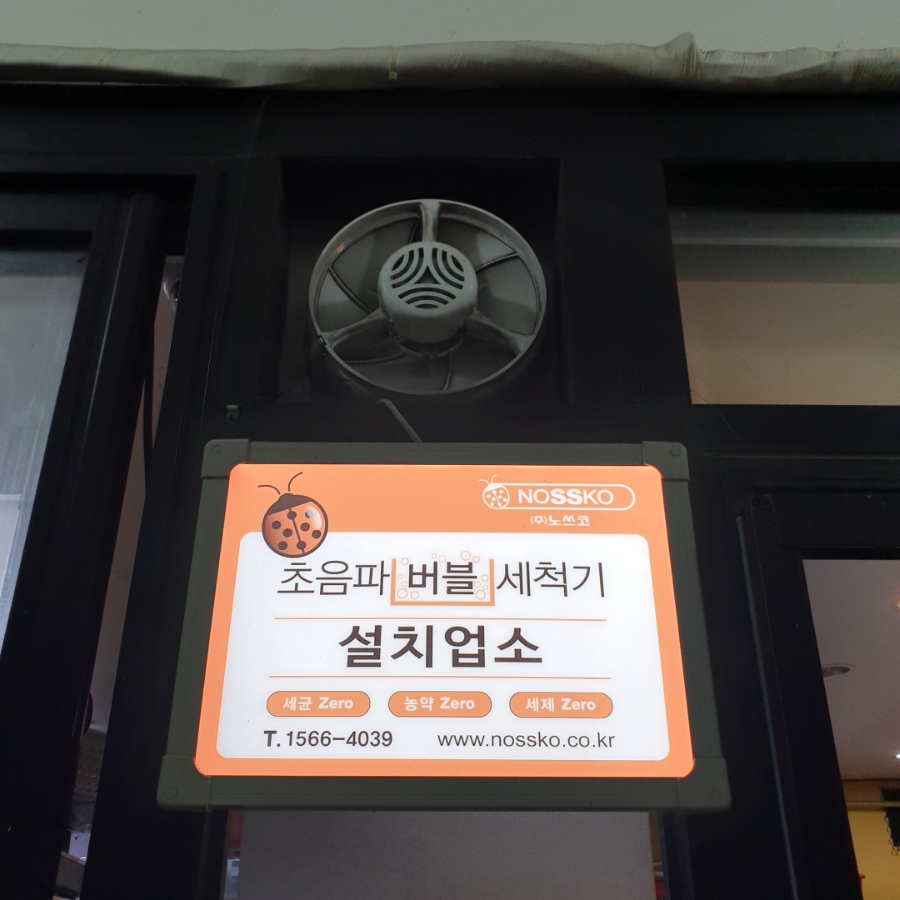 NOSSKO
(주)노쓰코
초음파 버블 세척기
설치업소
세균 Zero 농약 Zero 세제 Zero
T. 1566-4039 www.nossko.co.kr